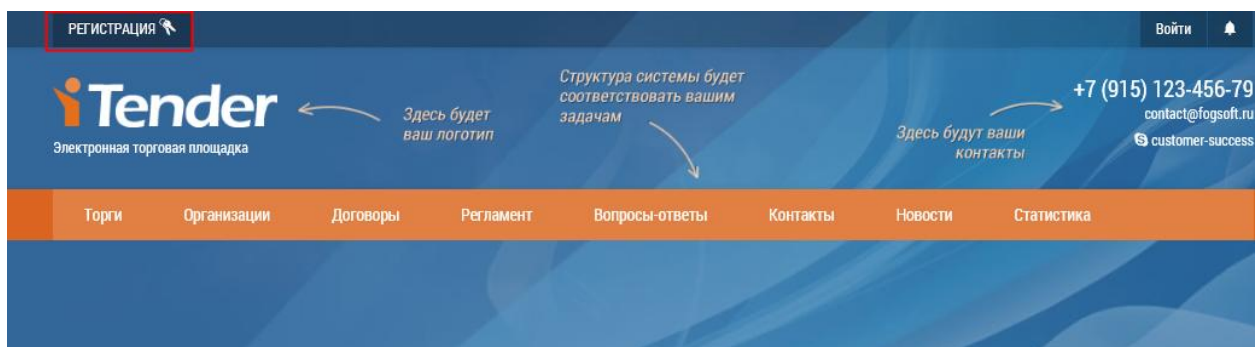 РЕГИСТРАЦИЯ
Войти
iTender
Электронная торговая площадка
Здесь будет
ваш логотип
Структура системы будет
соответствовать вашим
задачам
Здесь будут ваши
контакты
+7 (915) 123-456-79
contact@fogsoft.ru
customer-success
Торги Организации Договоры Регламент Вопросы-ответы Контакты Новости Статистика